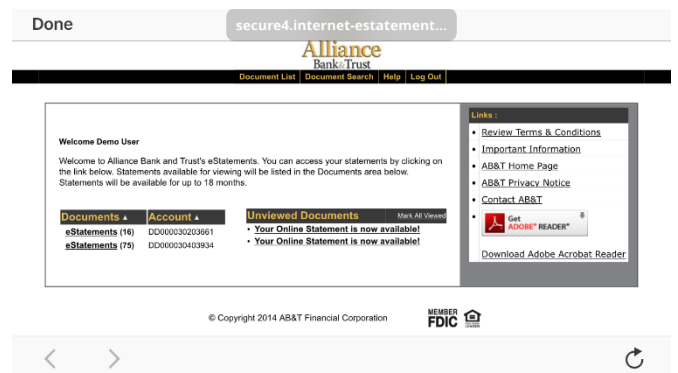 Done
secure4.internet-estatement...
Alliance
Bank&Trust
Document List Document Search Help Log Out
Welcome Demo User
Welcome to Alliance Bank and Trust's eStatements. You can access your statements by clicking on
the link below. Statements available for viewing will be listed in the Documents area below.
Statements will be available for up to 18 months.
Documents ▲ Account ▲
eStatements (16) DD000030203661
eStatements (75) DD000030403934
Unviewed Documents Mark All Viewed
• Your Online Statement is now available!
• Your Online Statement is now available!
Links :
• Review Terms & Conditions
• Important Information
• AB&T Home Page
• AB&T Privacy Notice
• Contact AB&T
• Get
ADOBE® READER®
Download Adobe Acrobat Reader
© Copyright 2014 AB&T Financial Corporation
MEMBER
FDIC